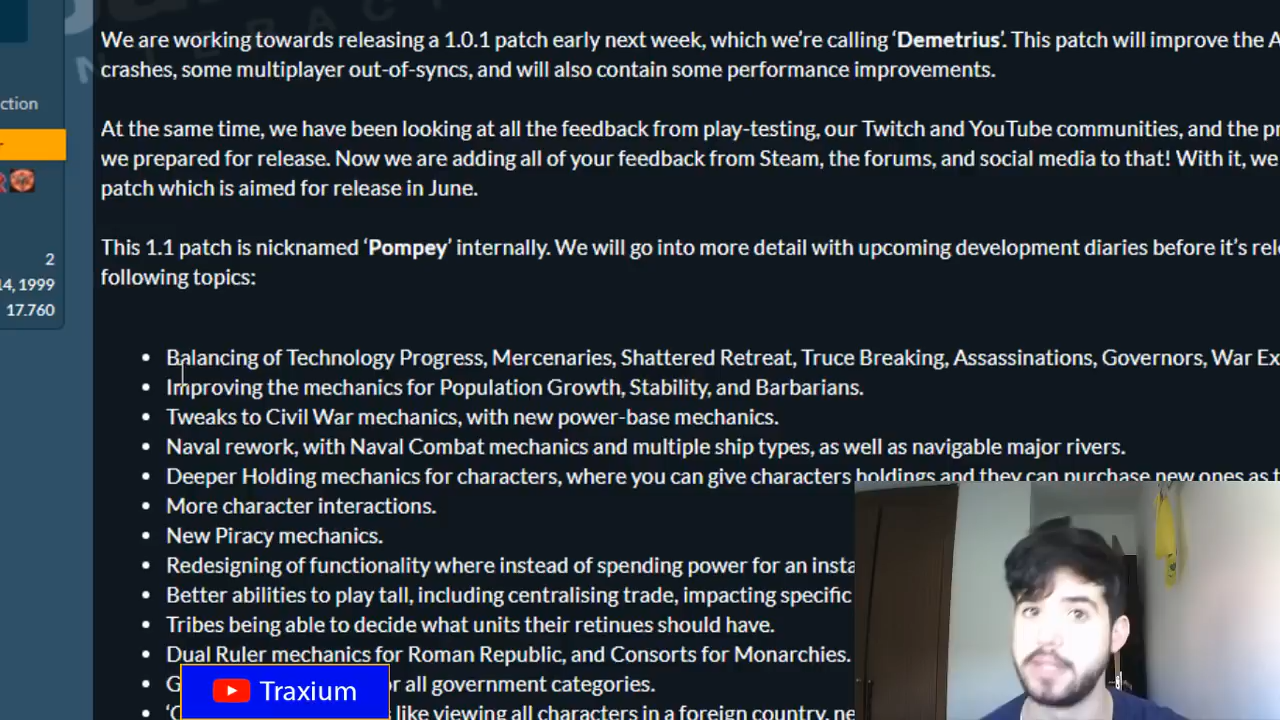 We are working towards releasing a 1.0.1 patch early next week, which we're calling 'Demetrius'. This patch will improve the A
crashes, some multiplayer out-of-syncs, and will also contain some performance improvements.
ction
At the same time, we have been looking at all the feedback from play-testing, our Twitch and YouTube communities, and the pr
we prepared for release. Now we are adding all of your feedback from Steam, the forums, and social media to that! With it, we
patch which is aimed for release in June.
This 1.1 patch is nicknamed 'Pompey' internally. We will go into more detail with upcoming development diaries before it's rel
following topics:
2
14, 1999
17.760
• Balancing of Technology Progress, Mercenaries, Shattered Retreat, Truce Breaking, Assassinations, Governors, War Ex
• Improving the mechanics for Population Growth, Stability, and Barbarians.
• Tweaks to Civil War mechanics, with new power-base mechanics.
• Naval rework, with Naval Combat mechanics and multiple ship types, as well as navigable major rivers.
• Deeper Holding mechanics for characters, where you can give characters holdings and they can purchase new ones as t
• More character interactions.
• New Piracy mechanics.
• Redesigning of functionality where instead of spending power for an insta
• Better abilities to play tall, including centralising trade, impacting specific
• Tribes being able to decide what units their retinues should have.
• Dual Ruler mechanics for Roman Republic, and Consorts for Monarchies.
• G
or all government categories.
like viewing all characters in a foreign country, ne
Traxium